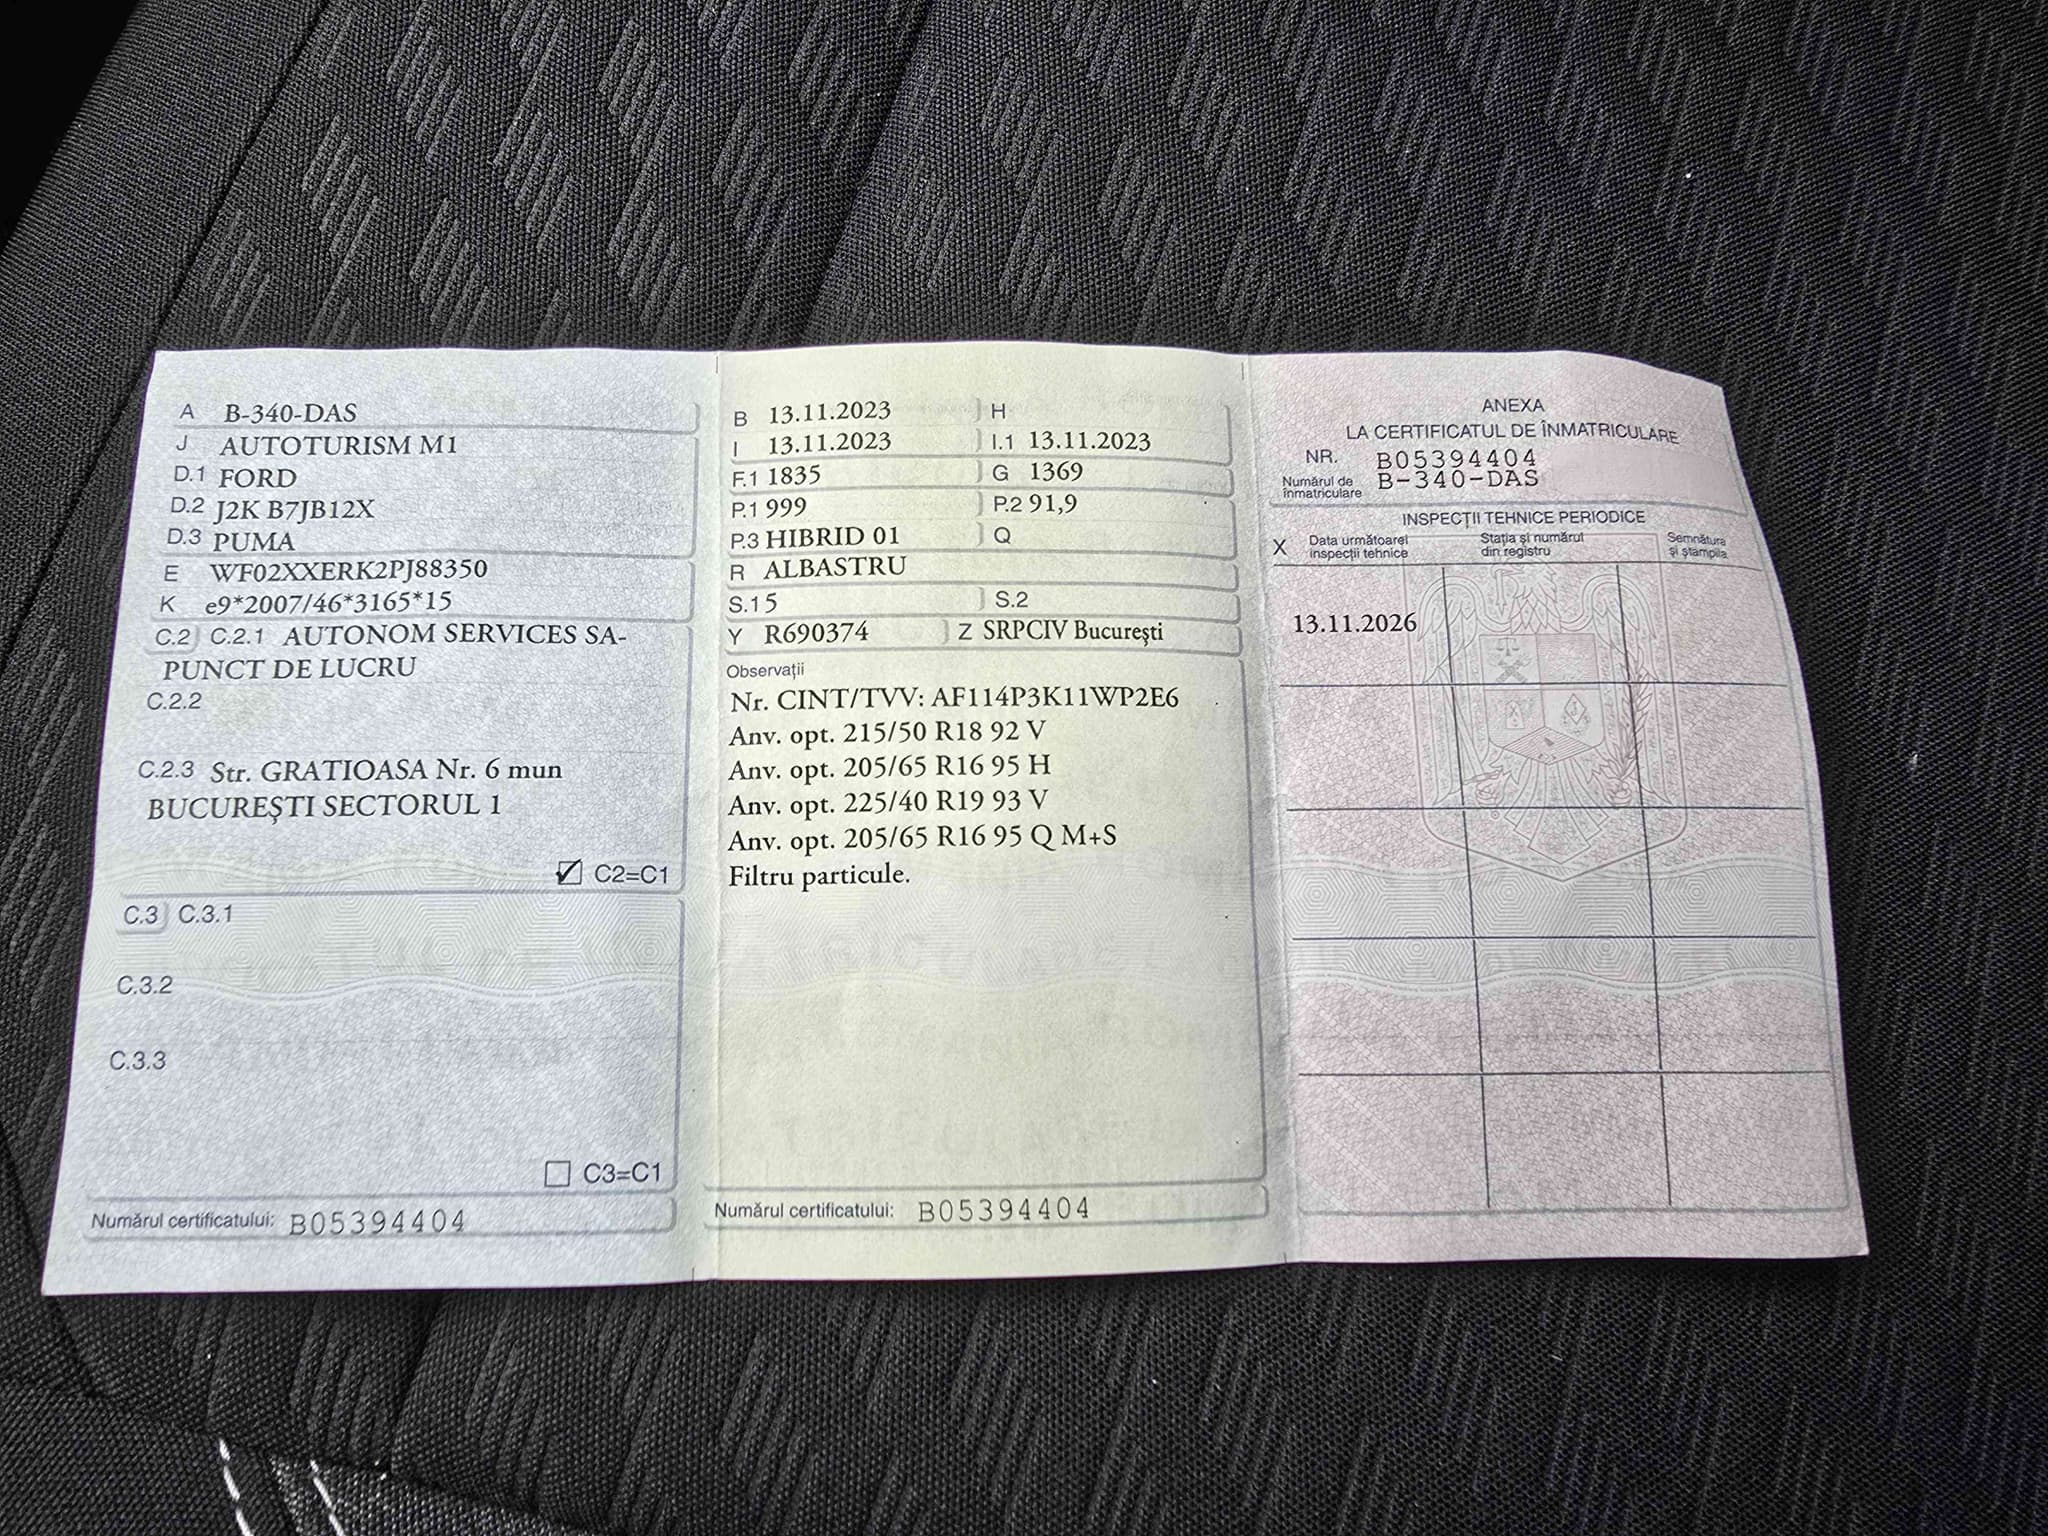 A B-340-DAS
J AUTOTURISM M1
D.1 FORD
D.2 J2K B7JB12X
D.3 PUMA
E WF02XXERK2PJ88350
K e9*2007/46*3165*15
C.2 C.2.1 AUTONOM SERVICES SA-
PUNCT DE LUCRU
C.2.2
C.2.3 Str. GRATIOASA Nr. 6 mun
BUCUREŞTI SECTORUL 1
C2=C1
C.3 C.3.1
C.3.2
C.3.3
C3=C1
Numărul certificatului: B05394404
B 13.11.2023 H
I 13.11.2023 I.1 13.11.2023
F.1 1835 G 1369
P.1 999 P.2 91,9
P.3 HIBRID 01 Q
R ALBASTRU
S.1 5 S.2
Y R690374 Z SRPCIV Bucureşti
Observaţii
Nr. CINT/TVV: AF114P3K11WP2E6
Anv. opt. 215/50 R18 92 V
Anv. opt. 205/65 R16 95 H
Anv. opt. 225/40 R19 93 V
Anv. opt. 205/65 R16 95 Q M+S
Filtru particule.
Numărul certificatului: B05394404
ANEXA
LA CERTIFICATUL DE ÎNMATRICULARE
NR. B05394404
Numărul de
înmatriculare B-340-DAS
INSPECŢII TEHNICE PERIODICE
X Data următoarei
inspecţii tehnice
Staţia şi numărul
din registru
Semnătura
şi ştampila
13.11.2026